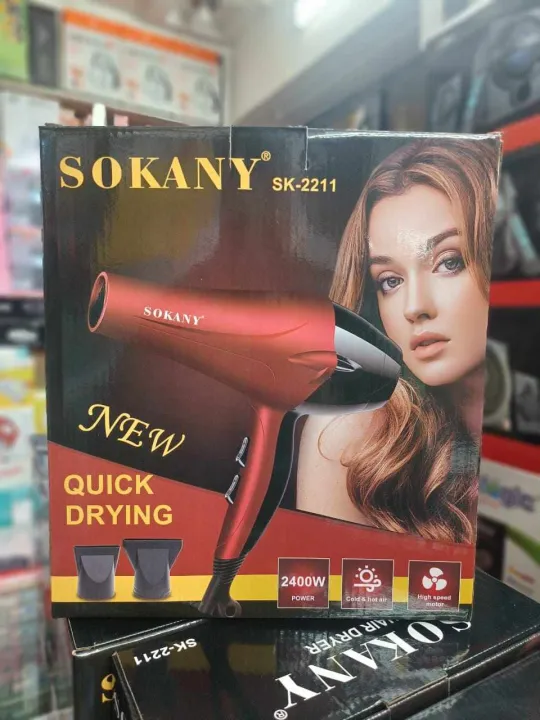 SOKANY® SK-2211
SOKANY
NEW
QUICK
DRYING
2400W
POWER
Cold & hot air
High speed
motor
SK-2211
HAIR DRYER
SOKANY®